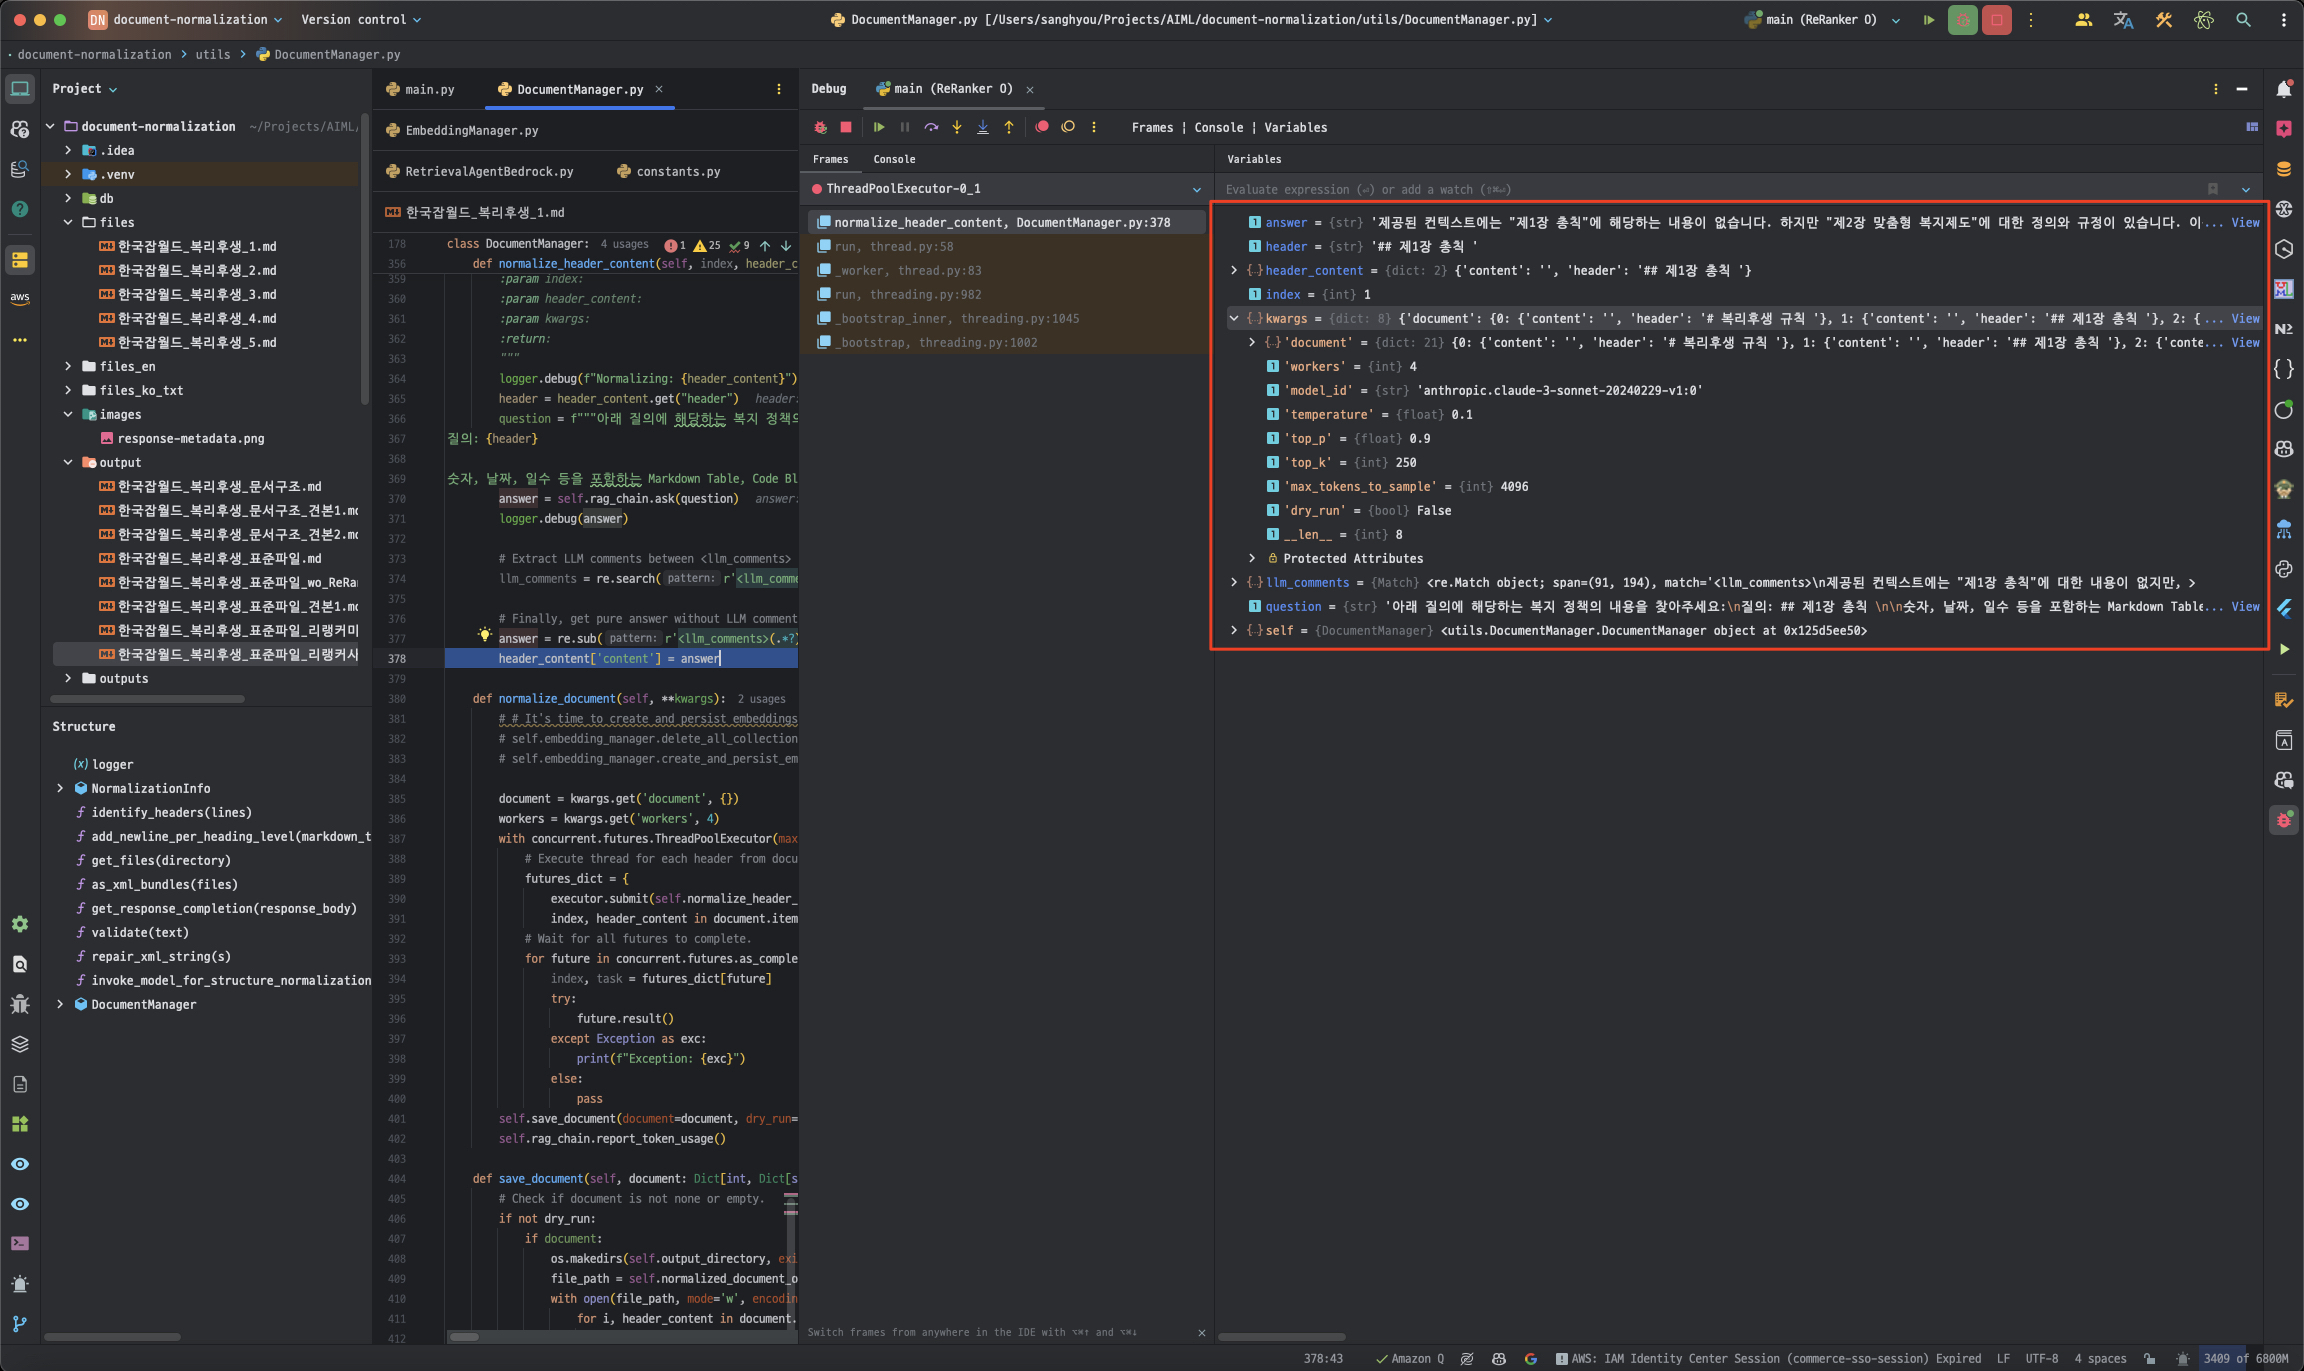 DN document-normalization Version control DocumentManager.py [/Users/sanghyou/Projects/AIML/document-normalization/utils/DocumentManager.py] main (ReRanker O)
document-normalization utils DocumentManager.py
Project
document-normalization ~/Projects/AIML/
.idea
.venv
db
files
한국잡월드_복리후생_1.md
한국잡월드_복리후생_2.md
한국잡월드_복리후생_3.md
한국잡월드_복리후생_4.md
한국잡월드_복리후생_5.md
files_en
files_ko_txt
images
response-metadata.png
output
한국잡월드_복리후생_문서구조.md
한국잡월드_복리후생_문서구조_견본1.md
한국잡월드_복리후생_문서구조_견본2.md
한국잡월드_복리후생_표준파일.md
한국잡월드_복리후생_표준파일_wo_ReRan
한국잡월드_복리후생_표준파일_견본1.md
한국잡월드_복리후생_표준파일_리랭커미
한국잡월드_복리후생_표준파일_리랭커사
outputs
Structure
(x) logger
NormalizationInfo
f identify_headers(lines)
f add_newline_per_heading_level(markdown_t
f get_files(directory)
f as_xml_bundles(files)
f get_response_completion(response_body)
f validate(text)
f repair_xml_string(s)
f invoke_model_for_structure_normalization
DocumentManager
aws
main.py DocumentManager.py
EmbeddingManager.py
RetrievalAgentBedrock.py constants.py
한국잡월드_복리후생_1.md
178 class DocumentManager: 4 usages 1 25 9
356 def normalize_header_content(self, index, header_c
359 :param index:
360 :param header_content:
361 :param kwargs:
362 :return:
363 """
364 logger.debug(f"Normalizing: {header_content}")
365 header = header_content.get("header") header:
366 question = f"""아래 질의에 해당하는 복지 정책의
367 질의: {header}
368
369 숫자, 날짜, 일수 등을 포함하는 Markdown Table, Code Bl
370 answer = self.rag_chain.ask(question) answer:
371 logger.debug(answer)
372
373 # Extract LLM comments between <llm_comments>
374 llm_comments = re.search( pattern: r'<llm_comme
375
376 # Finally, get pure answer without LLM comment
377 answer = re.sub( pattern: r'<llm_comments>(.*?)
378 header_content['content'] = answer
379
380 def normalize_document(self, **kwargs): 2 usages
381 # # It's time to create and persist embeddings
382 # self.embedding_manager.delete_all_collection
383 # self.embedding_manager.create_and_persist_em
384
385 document = kwargs.get('document', {})
386 workers = kwargs.get('workers', 4)
387 with concurrent.futures.ThreadPoolExecutor(max
388 # Execute thread for each header from docu
389 futures_dict = {
390 executor.submit(self.normalize_header_
391 index, header_content in document.item
392 # Wait for all futures to complete.
393 for future in concurrent.futures.as_comple
394 index, task = futures_dict[future]
395 try:
396 future.result()
397 except Exception as exc:
398 print(f"Exception: {exc}")
399 else:
400 pass
401 self.save_document(document=document, dry_run=
402 self.rag_chain.report_token_usage()
403
404 def save_document(self, document: Dict[int, Dict[s
405 # Check if document is not none or empty.
406 if not dry_run:
407 if document:
408 os.makedirs(self.output_directory, exi
409 file_path = self.normalized_document_o
410 with open(file_path, mode='w', encodin
411 for i, header_content in document.
412
Debug main (ReRanker O)
Frames | Console | Variables
Frames Console
ThreadPoolExecutor-0_1
normalize_header_content, DocumentManager.py:378
run, thread.py:58
_worker, thread.py:83
run, threading.py:982
_bootstrap_inner, threading.py:1045
_bootstrap, threading.py:1002
Switch frames from anywhere in the IDE with ⌥⌘↑ and ⌥⌘↓
Variables
Evaluate expression (⏎) or add a watch (⇧⌘⏎)
answer = {str} '제공된 컨텍스트에는 "제1장 총칙"에 해당하는 내용이 없습니다. 하지만 "제2장 맞춤형 복지제도"에 대한 정의와 규정이 있습니다. 이... View
header = {str} '## 제1장 총칙 '
header_content = {dict: 2} {'content': '', 'header': '## 제1장 총칙 '}
index = {int} 1
kwargs = {dict: 8} {'document': {0: {'content': '', 'header': '# 복리후생 규칙 '}, 1: {'content': '', 'header': '## 제1장 총칙 '}, 2: {... View
'document' = {dict: 21} {0: {'content': '', 'header': '# 복리후생 규칙 '}, 1: {'content': '', 'header': '## 제1장 총칙 '}, 2: {'conte... View
'workers' = {int} 4
'model_id' = {str} 'anthropic.claude-3-sonnet-20240229-v1:0'
'temperature' = {float} 0.1
'top_p' = {float} 0.9
'top_k' = {int} 250
'max_tokens_to_sample' = {int} 4096
'dry_run' = {bool} False
__len__ = {int} 8
Protected Attributes
llm_comments = {Match} <re.Match object; span=(91, 194), match='<llm_comments>\n제공된 컨텍스트에는 "제1장 총칙"에 대한 내용이 없지만, >
question = {str} '아래 질의에 해당하는 복지 정책의 내용을 찾아주세요:\n질의: ## 제1장 총칙 \n\n숫자, 날짜, 일수 등을 포함하는 Markdown Table... View
self = {DocumentManager} <utils.DocumentManager.DocumentManager object at 0x125d5ee50>
378:43 Amazon Q AWS: IAM Identity Center Session (commerce-sso-session) Expired LF UTF-8 4 spaces 3409 of 6800M